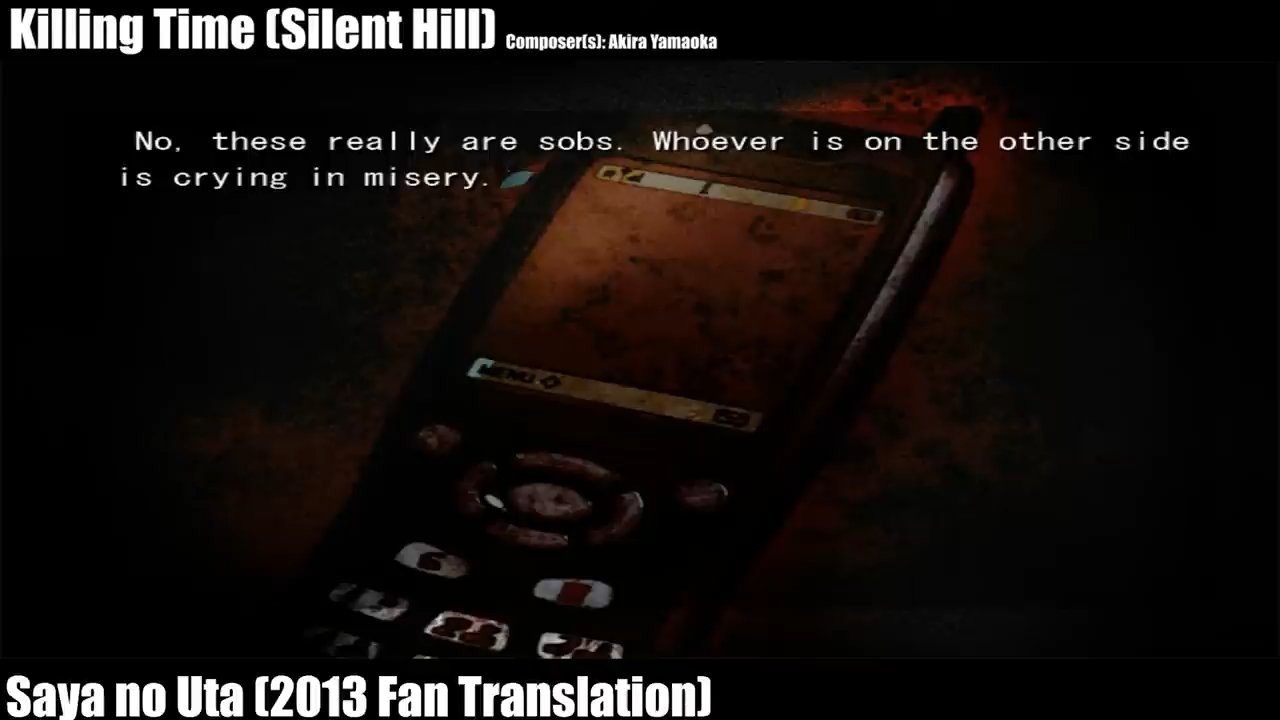 Killing Time (Silent Hill) Composer(s): Akira Yamaoka
No, these really are sobs. Whoever is on the other side
is crying in misery.
MENU
Saya no Uta (2013 Fan Translation)